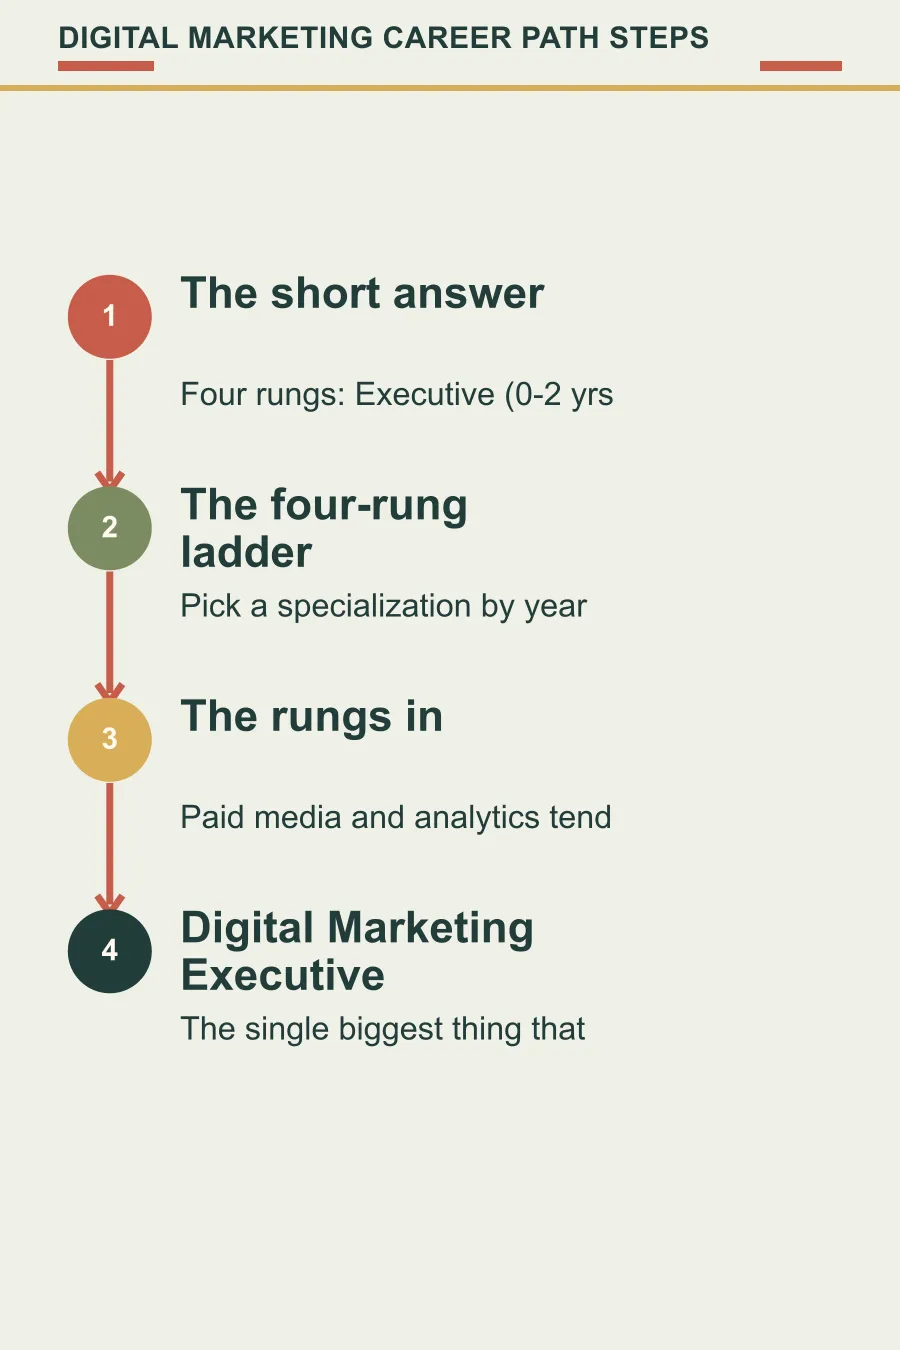 DIGITAL MARKETING CAREER PATH STEPS
1
The short answer
Four rungs: Executive (0-2 yrs
2
The four-rung
ladder
Pick a specialization by year
3
The rungs in
Paid media and analytics tend
4
Digital Marketing
Executive
The single biggest thing that